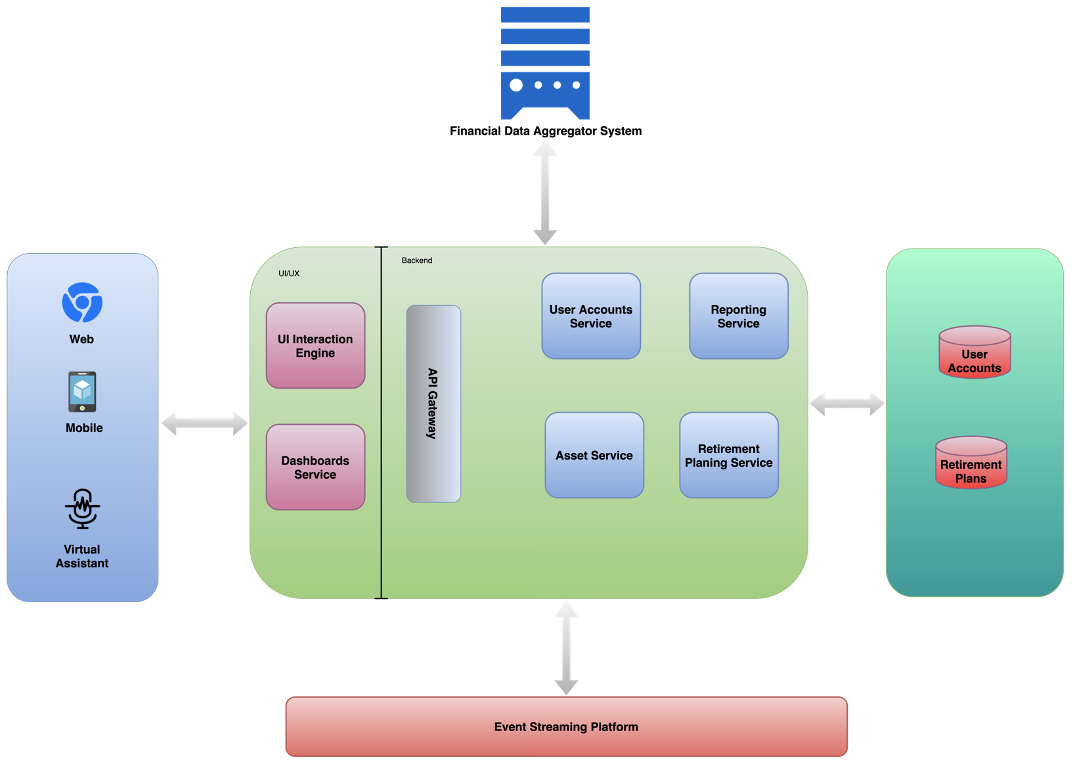 Financial Data Aggregator System
Web
Mobile
Virtual
Assistant
UI/UX
UI Interaction
Engine
Dashboards
Service
Backend
API Gateway
User Accounts
Service
Reporting
Service
Asset Service
Retirement
Planing Service
User
Accounts
Retirement
Plans
Event Streaming Platform